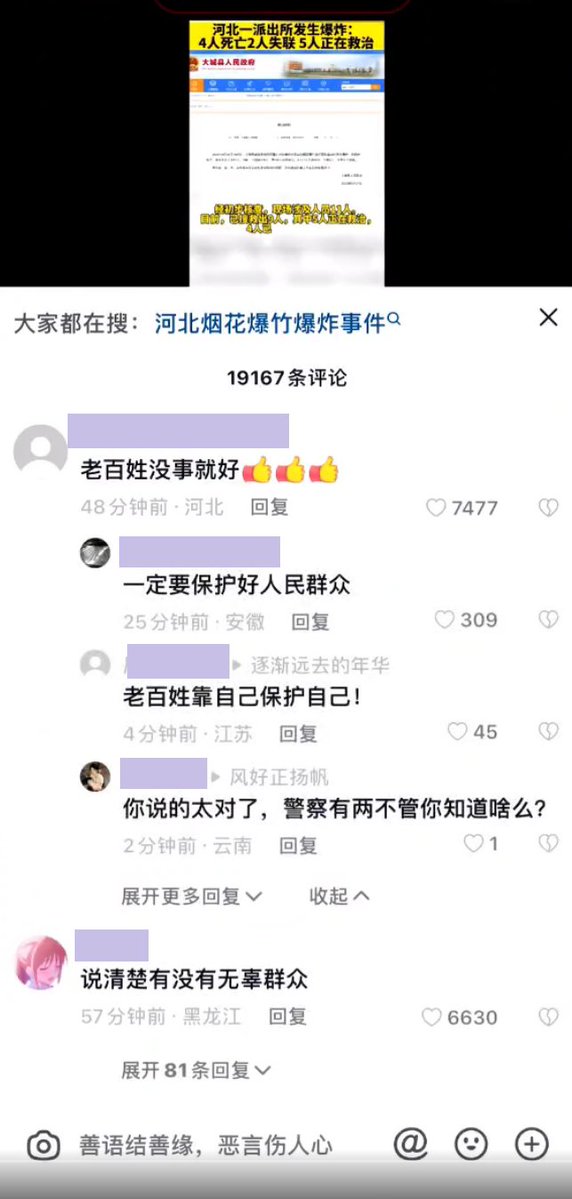 河北一派出所发生爆炸：
4人死亡2人失联 5人正在救治
大城县人民政府
经初步核查，现场涉及人员11人。
目前，已搜救出9人，其中5人正在救治，
4人已
大家都在搜：河北烟花爆竹爆炸事件
19167条评论
老百姓没事就好👍👍👍
48分钟前·河北 回复 7477
一定要保护好人民群众
25分钟前·安徽 回复 309
逐渐远去的年华
老百姓靠自己保护自己！
4分钟前·江苏 回复 45
风好正扬帆
你说的太对了，警察有两不管你知道啥么？
2分钟前·云南 回复 1
展开更多回复 收起
说清楚有没有无辜群众
57分钟前·黑龙江 回复 6630
展开81条回复
善语结善缘，恶言伤人心